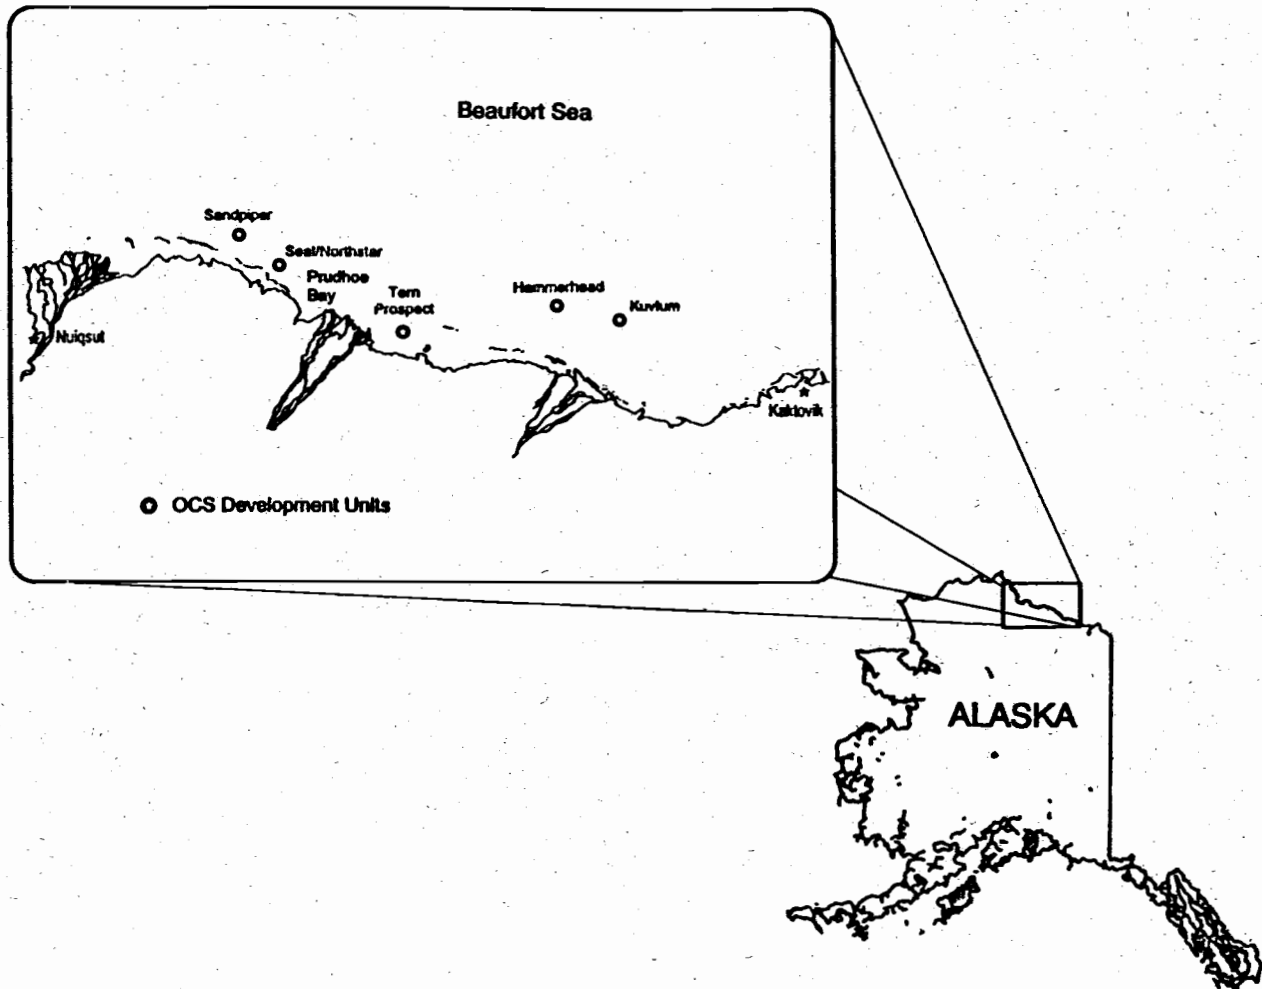 Beaufort Sea
Sandpiper
Seal/Northstar
Prudhoe
Bay
Tern
Prospect
Hammerhead
Kuvlum
Nuiqsut
Kaktovik
OCS Development Units
ALASKA